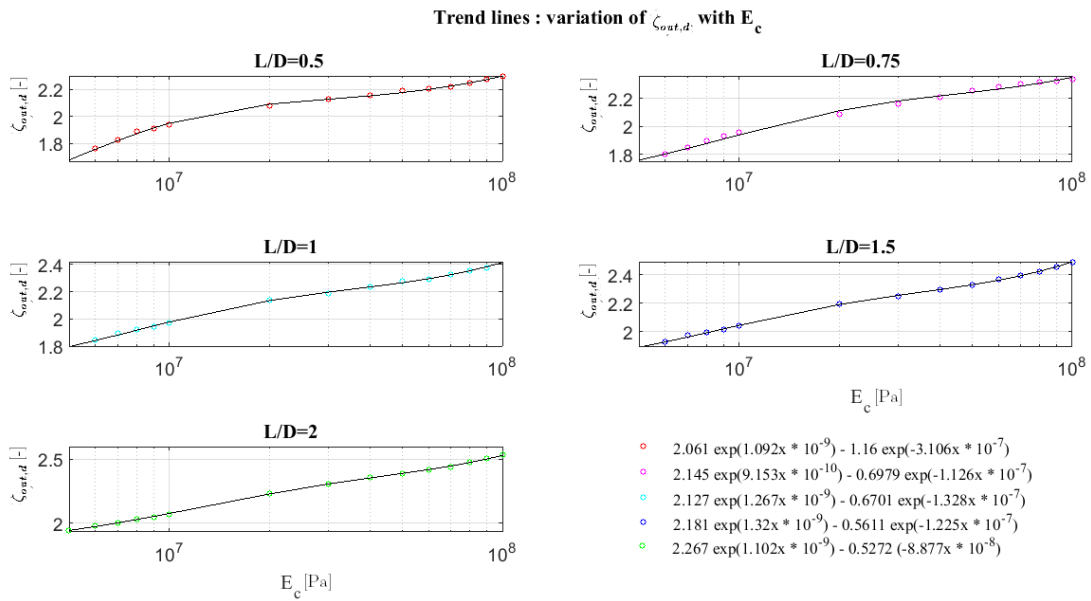 Trend lines : variation of ζout,d with Ec
L/D=0.5
ζout,d [-]
2.2
2
1.8
10^7
10^8
L/D=0.75
ζout,d [-]
2.2
2
1.8
10^7
10^8
L/D=1
ζout,d [-]
2.4
2.2
2
1.8
10^7
10^8
L/D=1.5
ζout,d [-]
2.4
2.2
2
10^7
10^8
Ec [Pa]
L/D=2
ζout,d [-]
2.5
2
10^7
10^8
Ec [Pa]
2.061 exp(1.092x * 10^-9) - 1.16 exp(-3.106x * 10^-7)
2.145 exp(9.153x * 10^-10) - 0.6979 exp(-1.126x * 10^-7)
2.127 exp(1.267x * 10^-9) - 0.6701 exp(-1.328x * 10^-7)
2.181 exp(1.32x * 10^-9) - 0.5611 exp(-1.225x * 10^-7)
2.267 exp(1.102x * 10^-9) - 0.5272 (-8.877x * 10^-8)